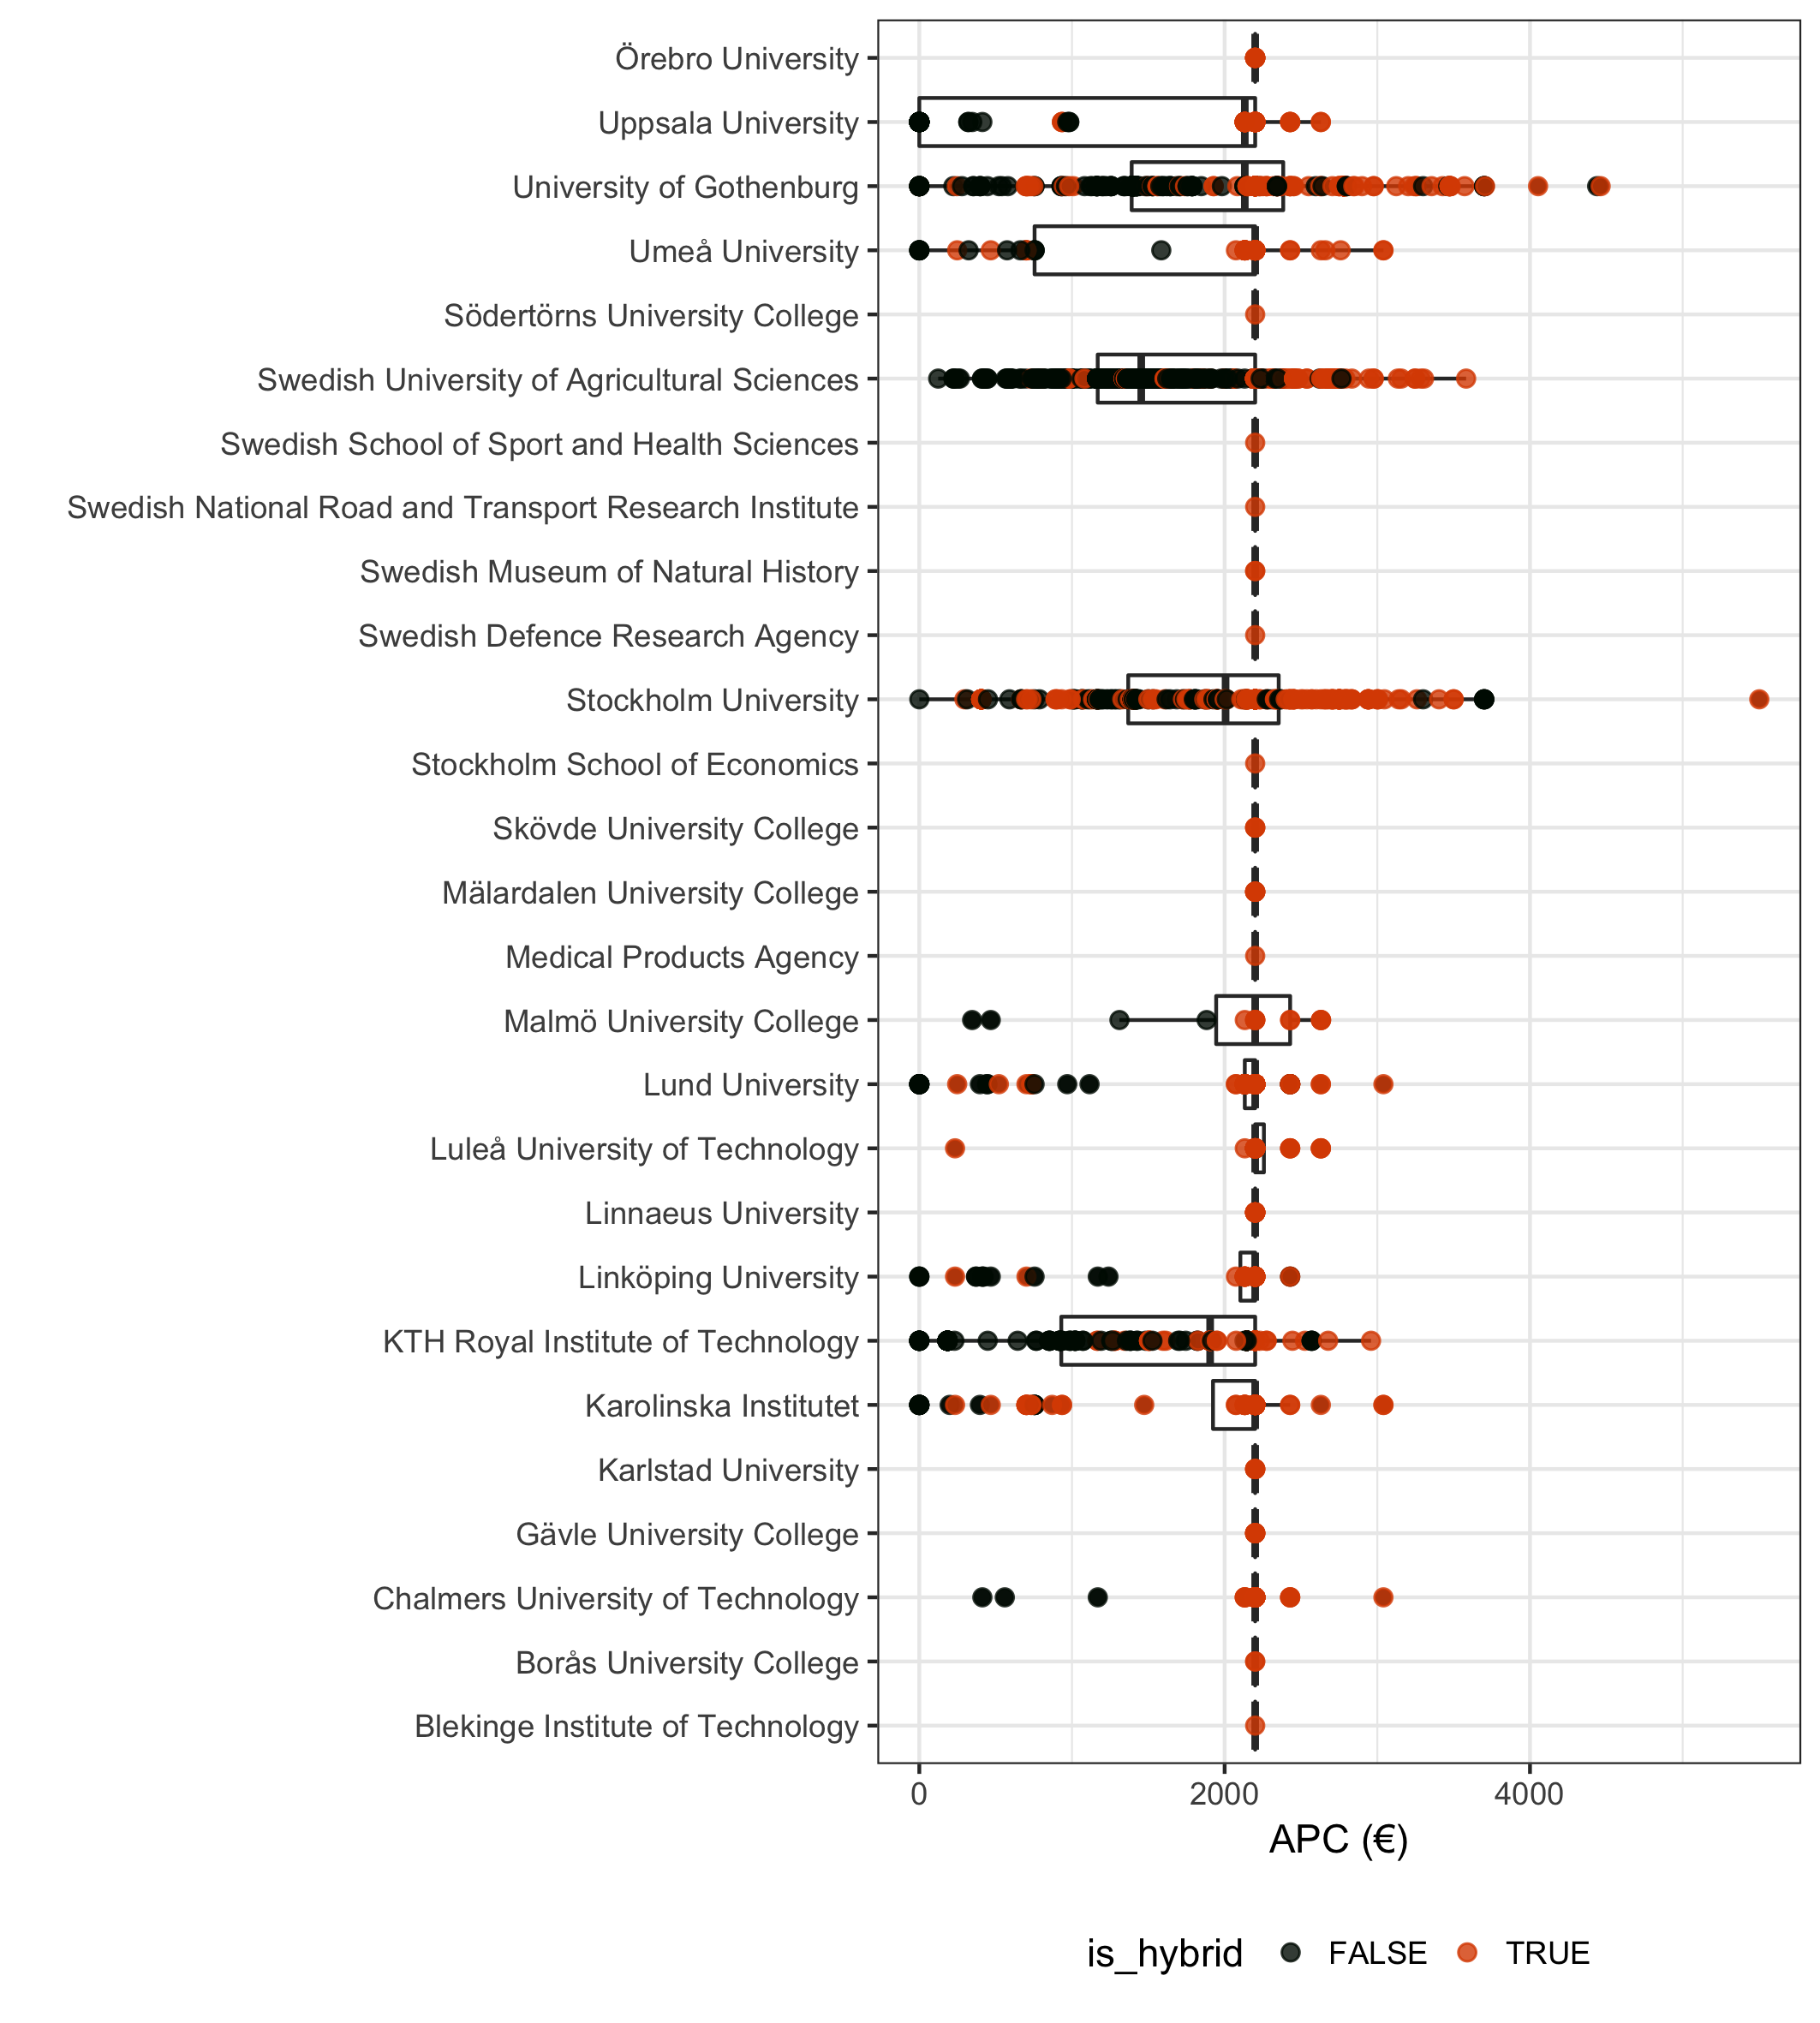 Örebro University
Uppsala University
University of Gothenburg
Umeå University
Södertörns University College
Swedish University of Agricultural Sciences
Swedish School of Sport and Health Sciences
Swedish National Road and Transport Research Institute
Swedish Museum of Natural History
Swedish Defence Research Agency
Stockholm University
Stockholm School of Economics
Skövde University College
Mälardalen University College
Medical Products Agency
Malmö University College
Lund University
Luleå University of Technology
Linnaeus University
Linköping University
KTH Royal Institute of Technology
Karolinska Institutet
Karlstad University
Gävle University College
Chalmers University of Technology
Borås University College
Blekinge Institute of Technology
0 2000 4000
APC (€)
is_hybrid FALSE TRUE